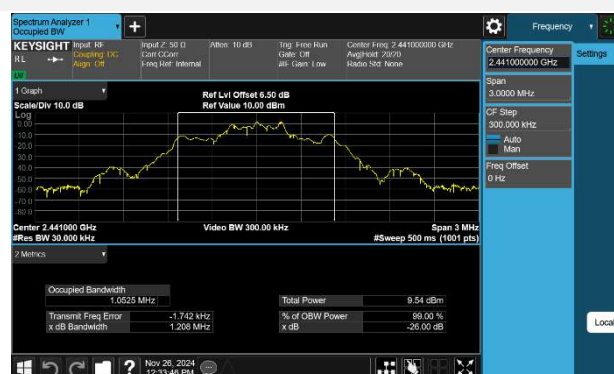 Spectrum Analyzer 1
Occupied BW
Frequency
KEYSIGHT
Input: RF
Input Z: 50 Ω
Atten: 10 dB
Trig: Free Run
Center Freq: 2.441000000 GHz
RL
Coupling: DC
Corr CCorr
Gate: Off
Avg|Hold: 20/20
Align: Off
Freq Ref: Internal
#IF Gain: Low
Radio Std: None
Center Frequency
2.441000000 GHz
Settings
Span
3.0000 MHz
CF Step
300.000 kHz
Auto
Man
Freq Offset
0 Hz
Local
1 Graph
Ref Lvl Offset 6.50 dB
Scale/Div 10.0 dB
Ref Value 10.00 dBm
Log
0.00
-10.0
-20.0
-30.0
-40.0
-50.0
-60.0
-70.0
-80.0
Center 2.441000 GHz
Video BW 300.00 kHz
Span 3 MHz
#Res BW 30.000 kHz
#Sweep 500 ms (1001 pts)
2 Metrics
Occupied Bandwidth
1.0525 MHz
Total Power
9.54 dBm
Transmit Freq Error
-1.742 kHz
% of OBW Power
99.00 %
x dB Bandwidth
1.208 MHz
x dB
-26.00 dB
?
Nov 26, 2024
12:33:46 PM